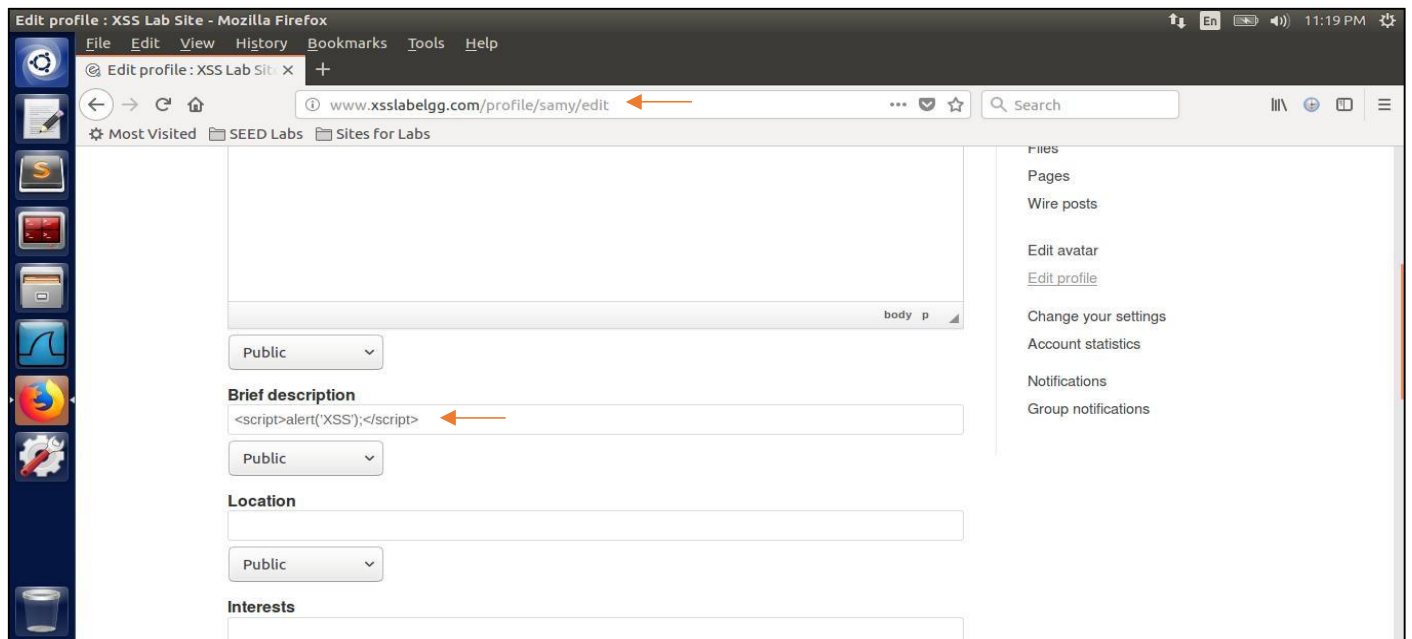 Edit profile : XSS Lab Site - Mozilla Firefox
En
11:19 PM
File Edit View History Bookmarks Tools Help
Edit profile : XSS Lab Sit
www.xsslabelgg.com/profile/samy/edit
Search
Most Visited SEED Labs Sites for Labs
Files
Pages
Wire posts
Edit avatar
Edit profile
body p
Change your settings
Public
Account statistics
Notifications
Brief description
Group notifications
<script>alert('XSS');</script>
Public
Location
Public
Interests